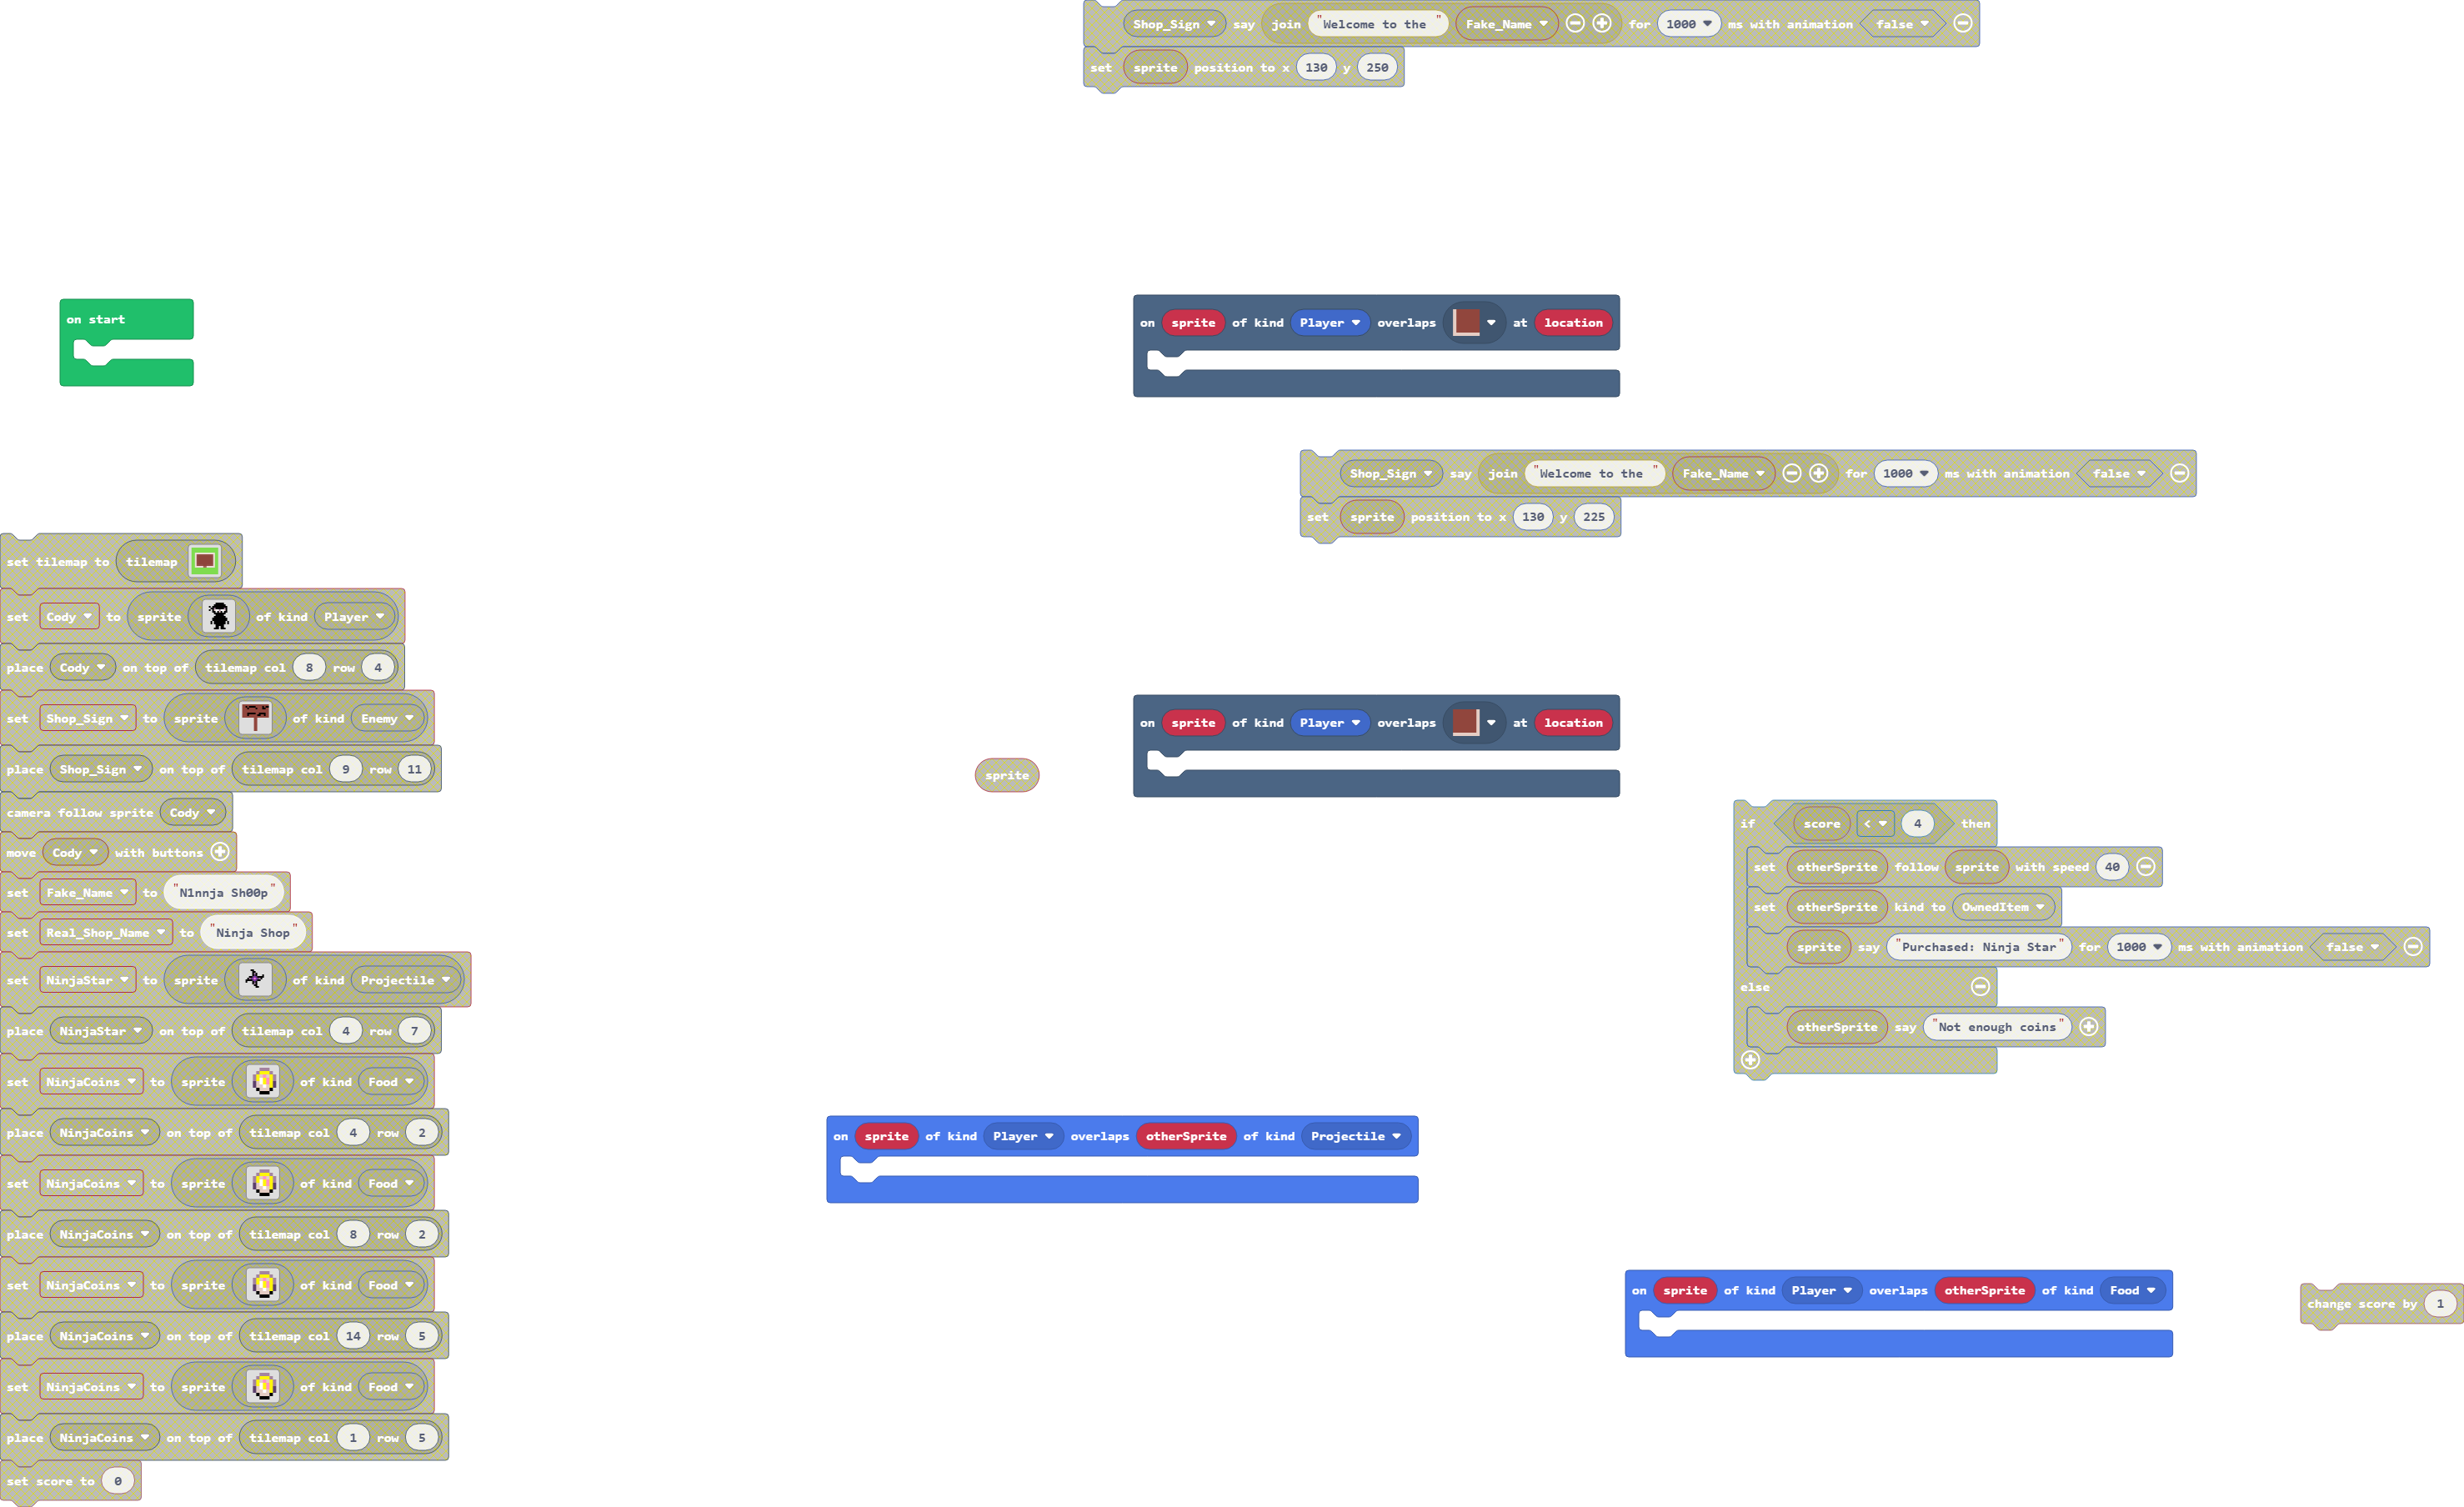 Shop_Sign say join "Welcome to the " Fake_Name for 1000 ms with animation false
set sprite position to x 130 y 250
on start
on sprite of kind Player overlaps at location
Shop_Sign say join "Welcome to the " Fake_Name for 1000 ms with animation false
set sprite position to x 130 y 225
set tilemap to tilemap
set Cody to sprite of kind Player
place Cody on top of tilemap col 8 row 4
set Shop_Sign to sprite of kind Enemy
place Shop_Sign on top of tilemap col 9 row 11
camera follow sprite Cody
move Cody with buttons
set Fake_Name to "N1nnja Sh00p"
set Real_Shop_Name to "Ninja Shop"
set NinjaStar to sprite of kind Projectile
place NinjaStar on top of tilemap col 4 row 7
set NinjaCoins to sprite of kind Food
place NinjaCoins on top of tilemap col 4 row 2
set NinjaCoins to sprite of kind Food
place NinjaCoins on top of tilemap col 8 row 2
set NinjaCoins to sprite of kind Food
place NinjaCoins on top of tilemap col 14 row 5
set NinjaCoins to sprite of kind Food
place NinjaCoins on top of tilemap col 1 row 5
set score to 0
on sprite of kind Player overlaps at location
sprite
if score < 4 then
set otherSprite follow sprite with speed 40
set otherSprite kind to OwnedItem
sprite say "Purchased: Ninja Star" for 1000 ms with animation false
else
otherSprite say "Not enough coins"
on sprite of kind Player overlaps otherSprite of kind Projectile
on sprite of kind Player overlaps otherSprite of kind Food
change score by 1